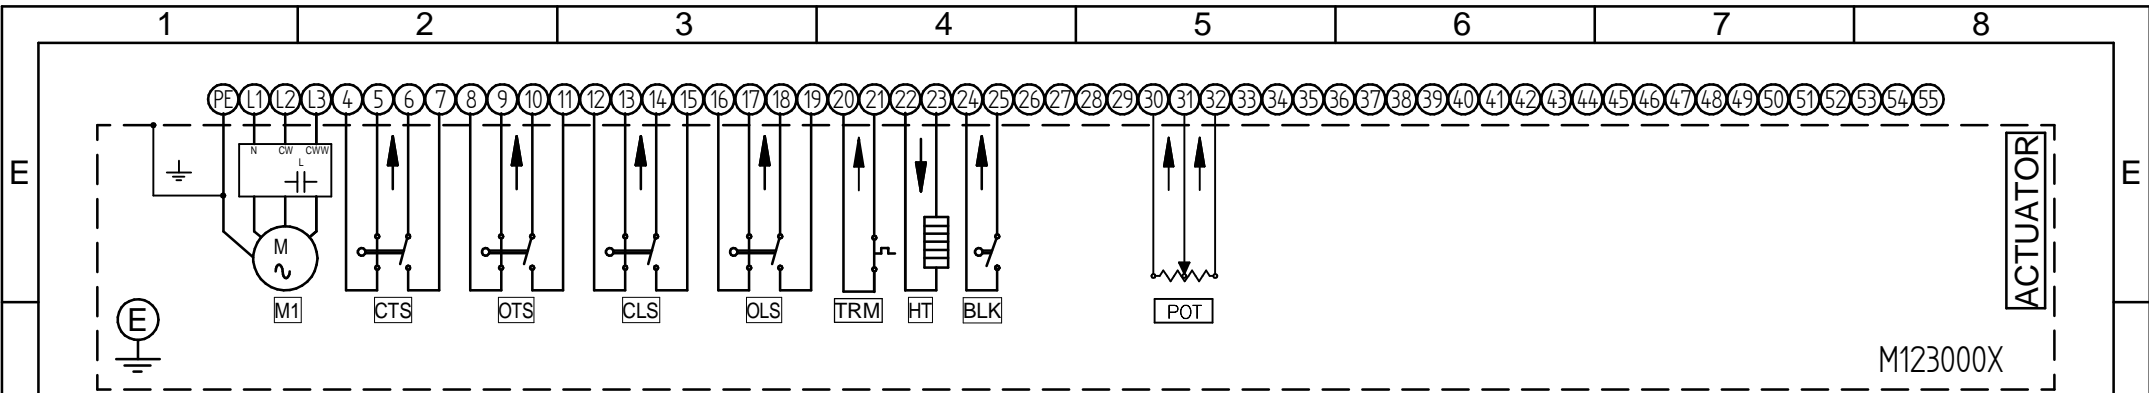 1 2 3 4 5 6 7 8
PE L1 L2 L3 4 5 6 7 8 9 10 11 12 13 14 15 16 17 18 19 20 21 22 23 24 25 26 27 28 29 30 31 32 33 34 35 36 37 38 39 40 41 42 43 44 45 46 47 48 49 50 51 52 53 54 55
N CW CWW
L
E E
ACTUATOR
M
M1 CTS OTS CLS OLS TRM HT BLK POT
E
M123000X